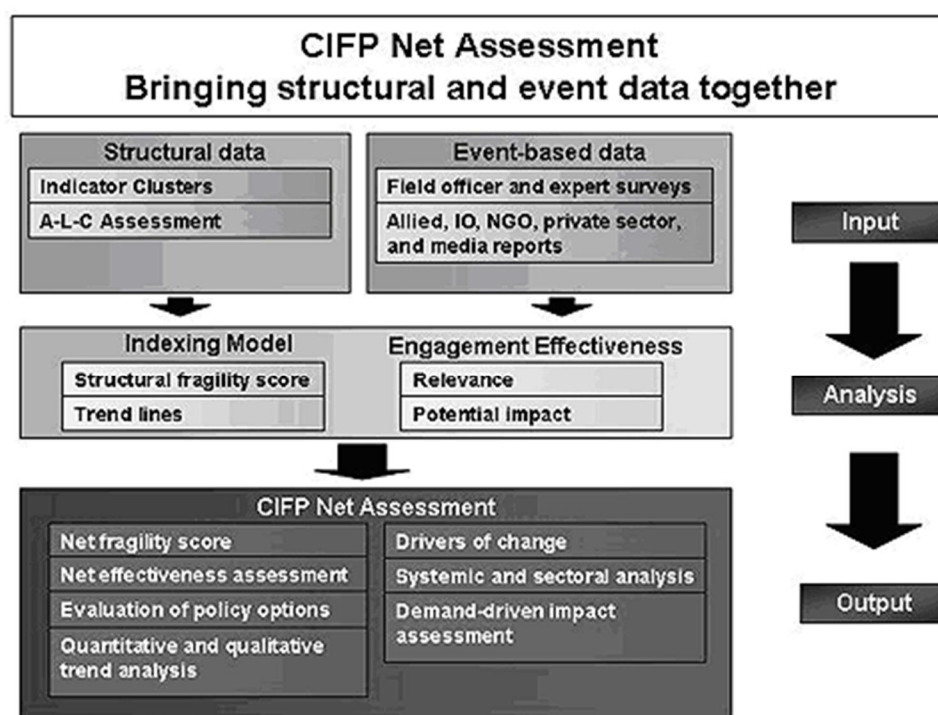 CIFP Net Assessment
Bringing structural and event data together
Structural data
Indicator Clusters
A-L-C Assessment
Event-based data
Field officer and expert surveys
Allied, IO, NGO, private sector,
and media reports
Input
Indexing Model
Structural fragility score
Trend lines
Engagement Effectiveness
Relevance
Potential impact
Analysis
CIFP Net Assessment
Net fragility score
Net effectiveness assessment
Evaluation of policy options
Quantitative and qualitative
trend analysis
Drivers of change
Systemic and sectoral analysis
Demand-driven impact
assessment
Output